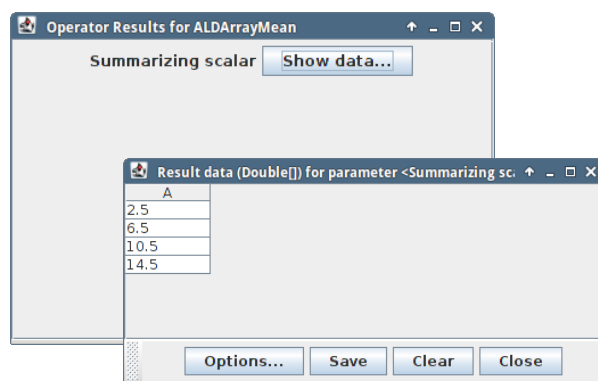 Operator Results for ALDArrayMean
Summarizing scalar Show data...
Result data (Double[]) for parameter <Summarizing sc
A
2.5
6.5
10.5
14.5
Options... Save Clear Close